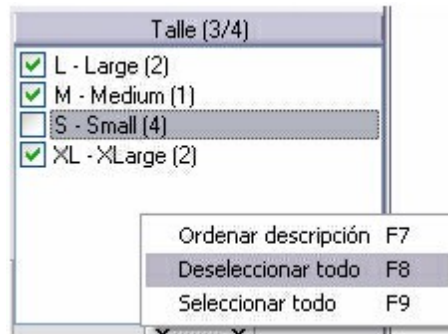 Talle (3/4)
L - Large (2)
M - Medium (1)
S - Small (4)
XL - XLarge (2)
Ordenar descripción F7
Deseleccionar todo F8
Seleccionar todo F9